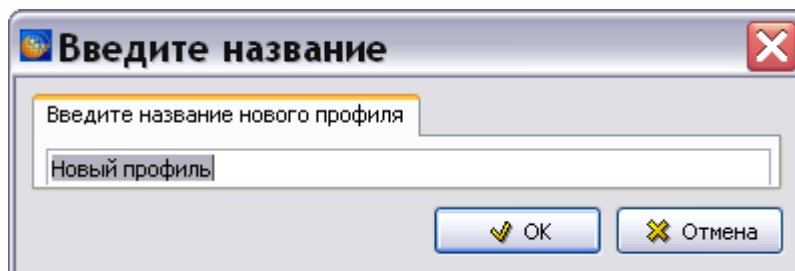 Введите название
Введите название нового профиля
Новый профиль
OK
Отмена